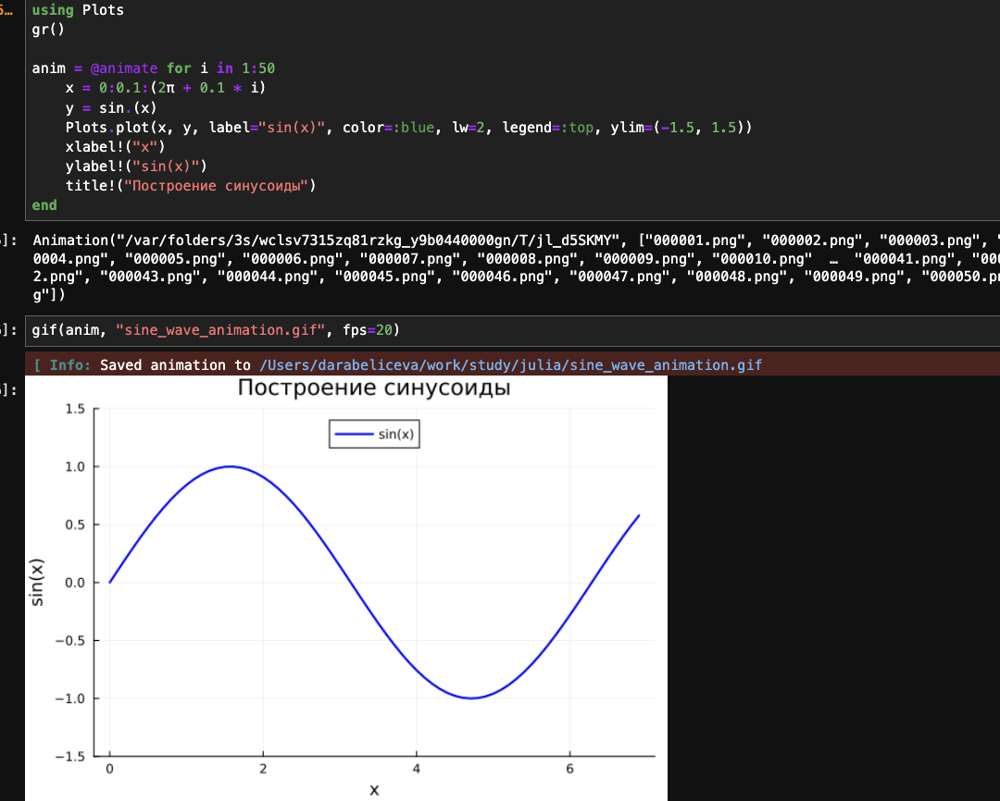 using Plots
gr()
anim = @animate for i in 1:50
x = 0:0.1:(2π + 0.1 * i)
y = sin.(x)
Plots.plot(x, y, label="sin(x)", color=:blue, lw=2, legend=:top, ylim=(-1.5, 1.5))
xlabel!("x")
ylabel!("sin(x)")
title!("Построение синусоиды")
end
]: Animation("/var/folders/3s/wclsv7315zq81rzkg_y9b0440000gn/T/jl_d5SKMY", ["000001.png", "000002.png", "000003.png", "
0004.png", "000005.png", "000006.png", "000007.png", "000008.png", "000009.png", "000010.png" … "000041.png", "00
2.png", "000043.png", "000044.png", "000045.png", "000046.png", "000047.png", "000048.png", "000049.png", "000050.pn
g"])
]: gif(anim, "sine_wave_animation.gif", fps=20)
[ Info: Saved animation to /Users/darabeliceva/work/study/julia/sine_wave_animation.gif
]:
Построение синусоиды
1.5
sin(x)
1.0
0.5
0.0
sin(x)
−0.5
−1.0
−1.5
0 2 4 6
x